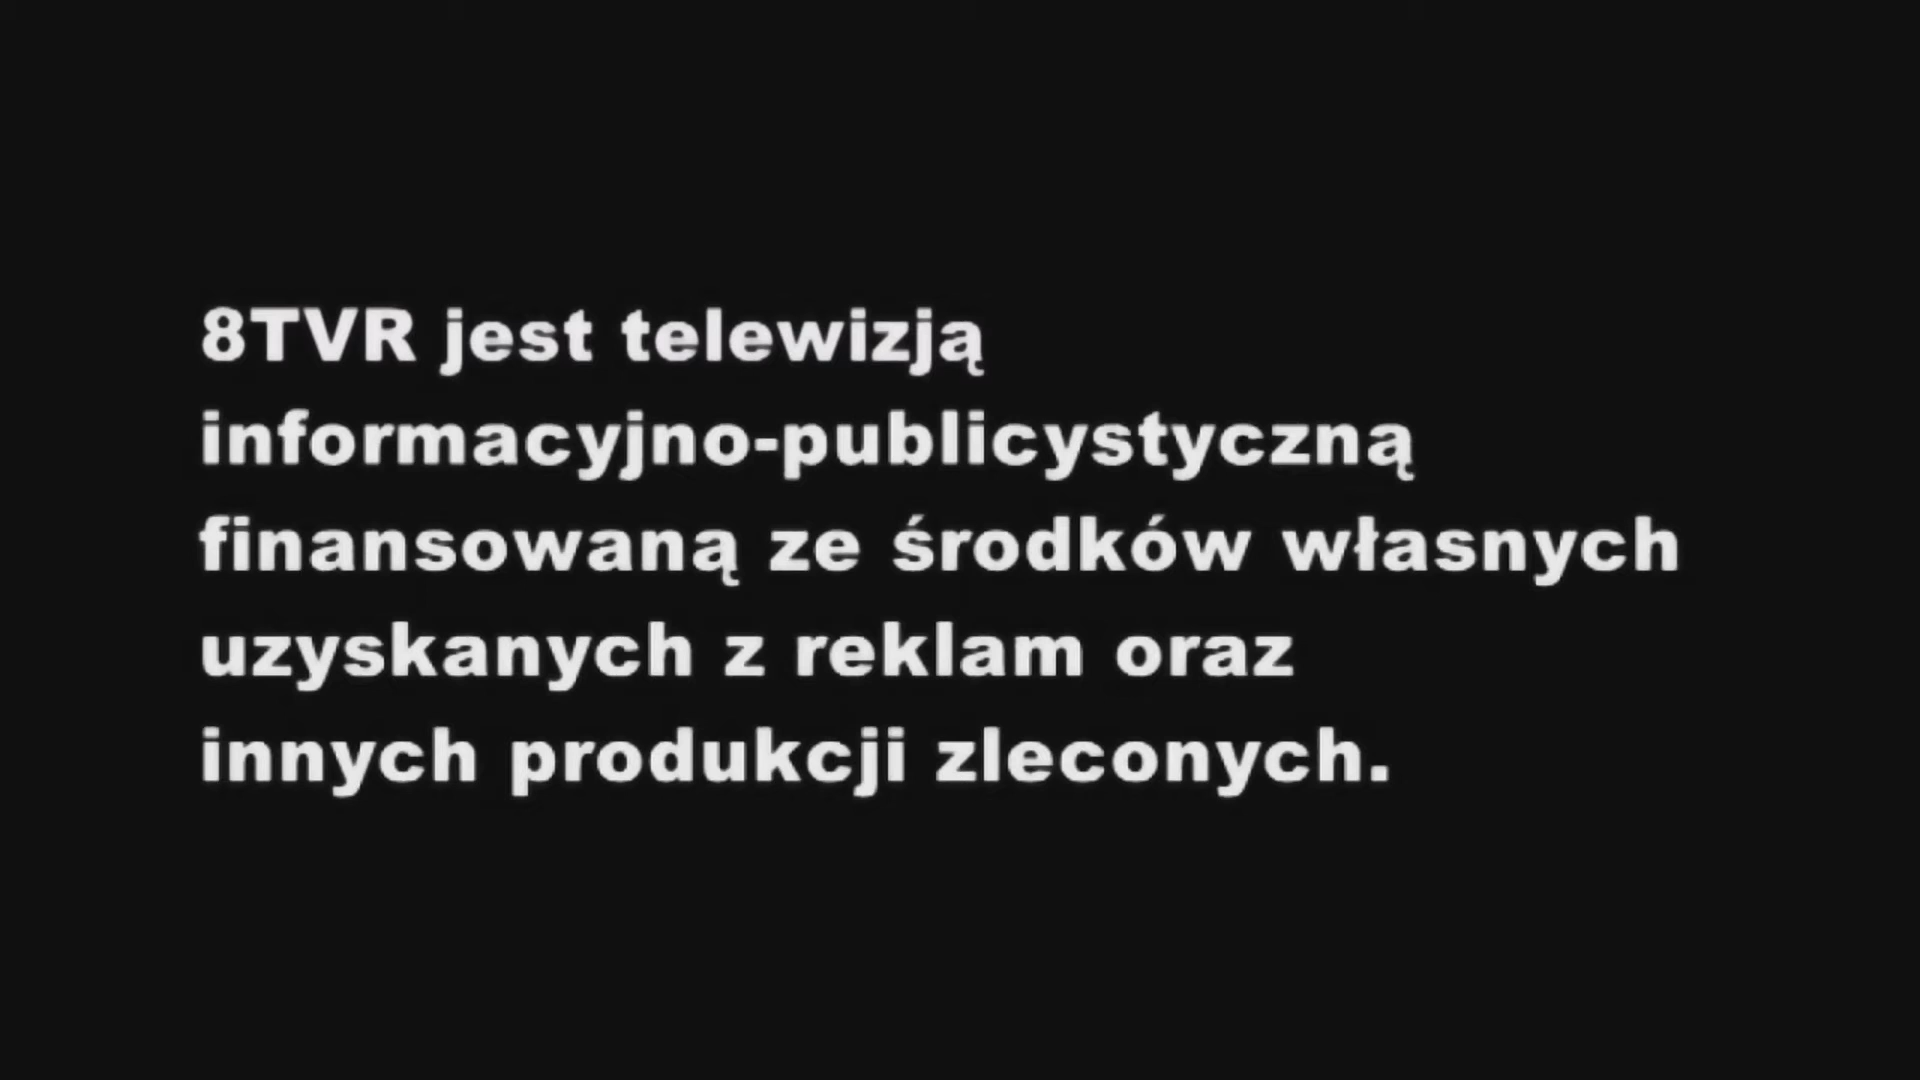 8TVR jest telewizją
informacyjno-publicystyczną
finansowaną ze środków własnych
uzyskanych z reklam oraz
innych produkcji zleconych.